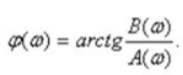 φ(ω) = arctg B(ω)/A(ω).